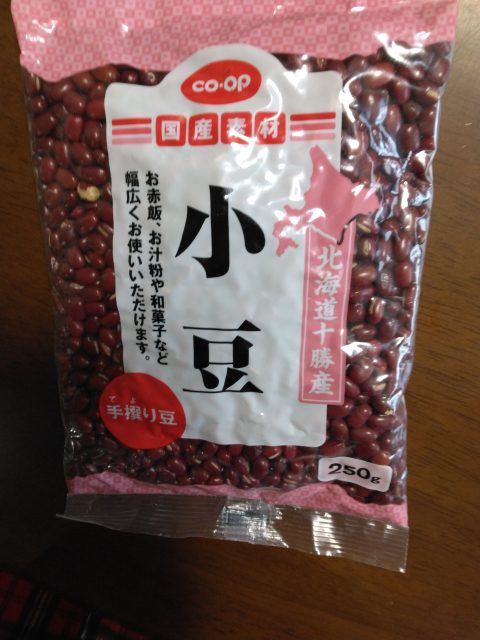 co·op
国産素材
小豆
お赤飯、お汁粉や和菓子など
幅広くお使いいただけます。
北海道十勝産
てよ
手撰り豆
250g